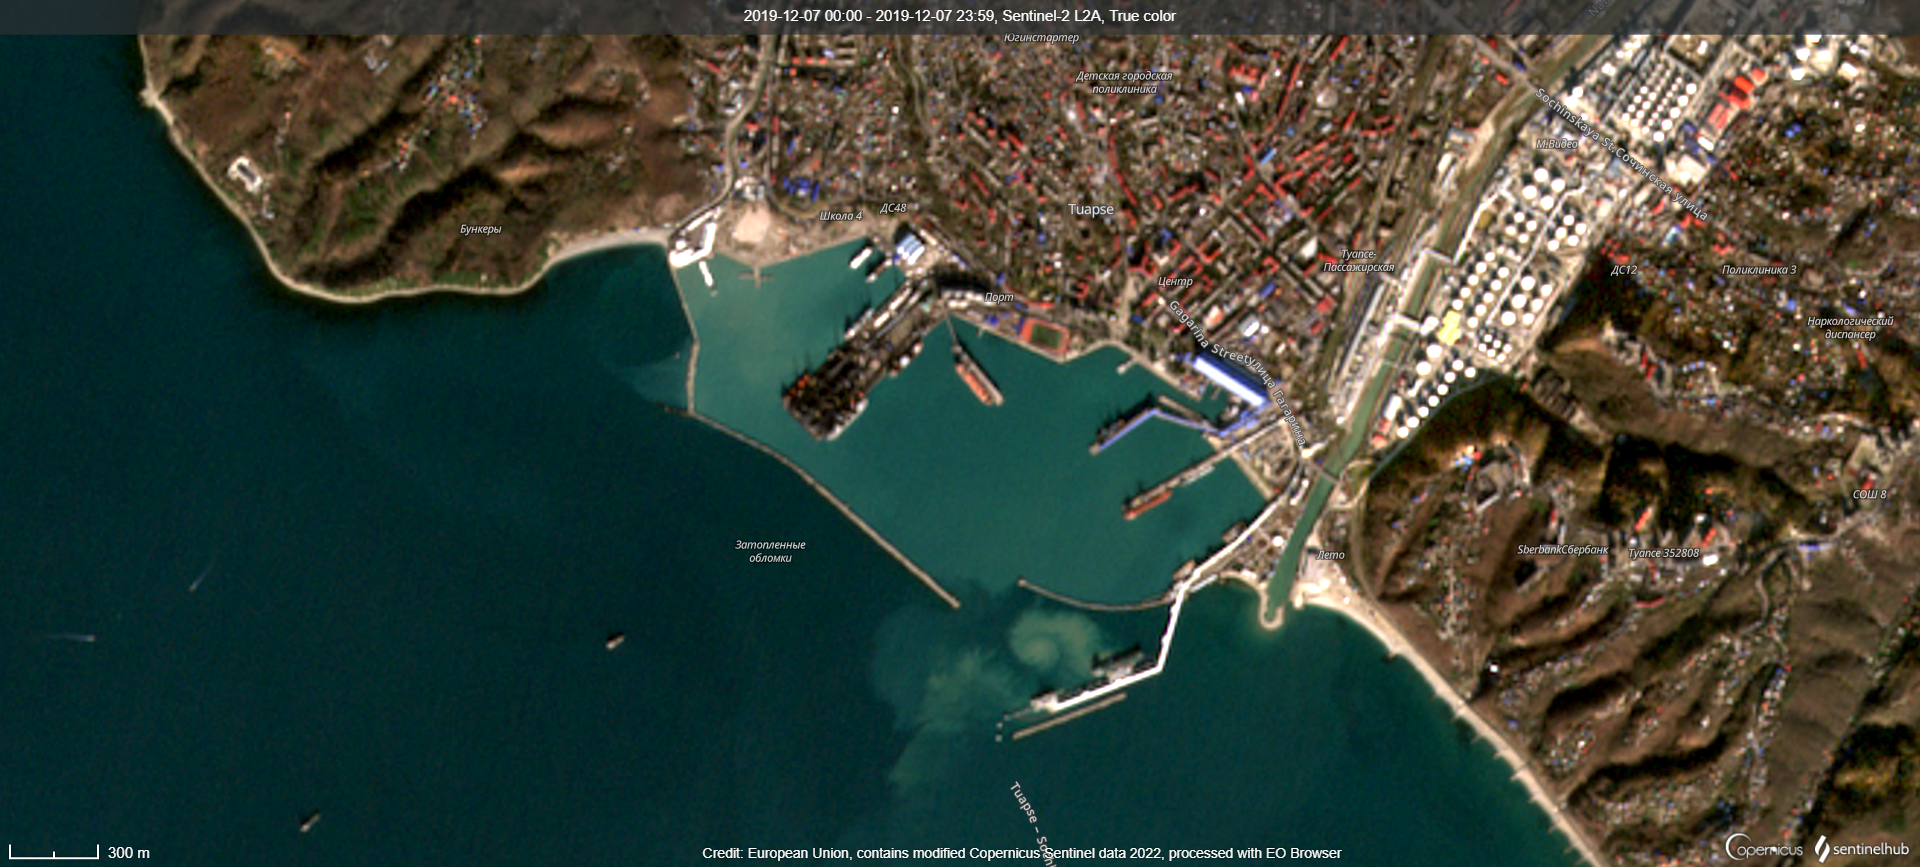 2019-12-07 00:00 - 2019-12-07 23:59, Sentinel-2 L2A, True color
Югинстартер
Детская городская
поликлиника
Sochinskaya St.Сочинская улица
М.Видео
Tuapse
ДС48
Школа 4
Бункеры
Туапсе-
Пассажирская
ДС12
Поликлиника 3
Центр
Порт
Gagarina Streetулица Гагарина
Наркологический
диспансер
СОШ 8
Затопленные
обломки
Лето
SberbankСбербанк
Туапсе 352808
Tuapse – Sochi
300 m
Credit: European Union, contains modified Copernicus Sentinel data 2022, processed with EO Browser
Copernicus
sentinelhub